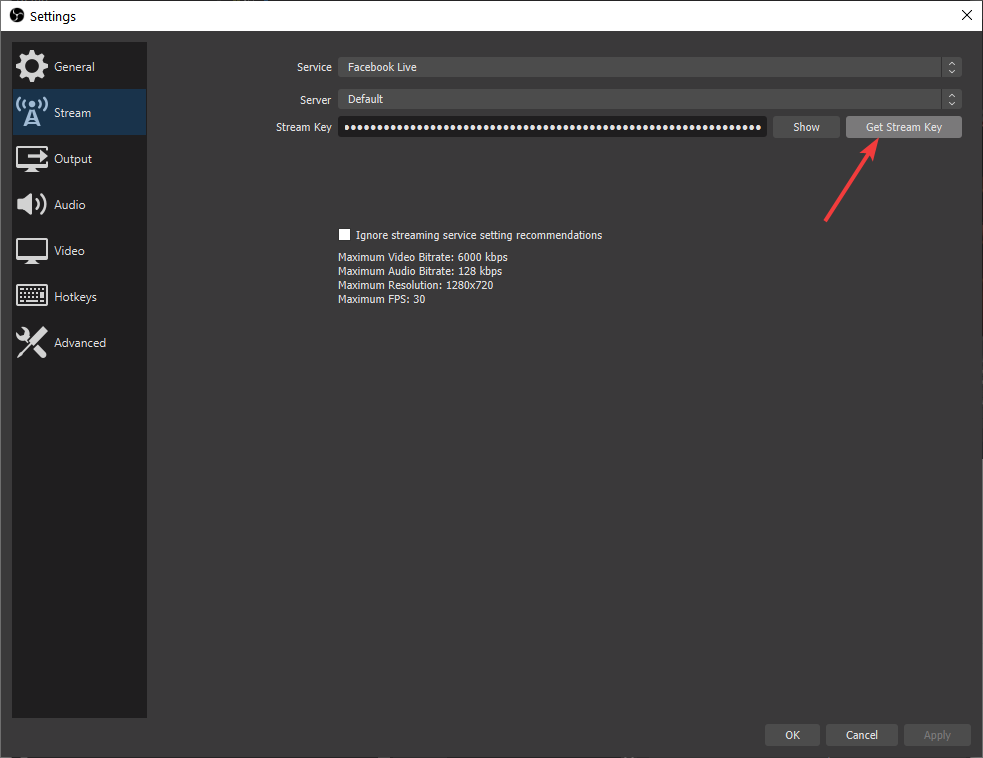 Settings
General
Stream
Output
Audio
Video
Hotkeys
Advanced
Service Facebook Live
Server Default
Stream Key ●●●●●●●●●●●●●●●●●●●●●●●●●●●●●●●●●●●●●●●●●●●●●●●●●●●●●●●●●●●●●● Show Get Stream Key
Ignore streaming service setting recommendations
Maximum Video Bitrate: 6000 kbps
Maximum Audio Bitrate: 128 kbps
Maximum Resolution: 1280x720
Maximum FPS: 30
OK Cancel Apply